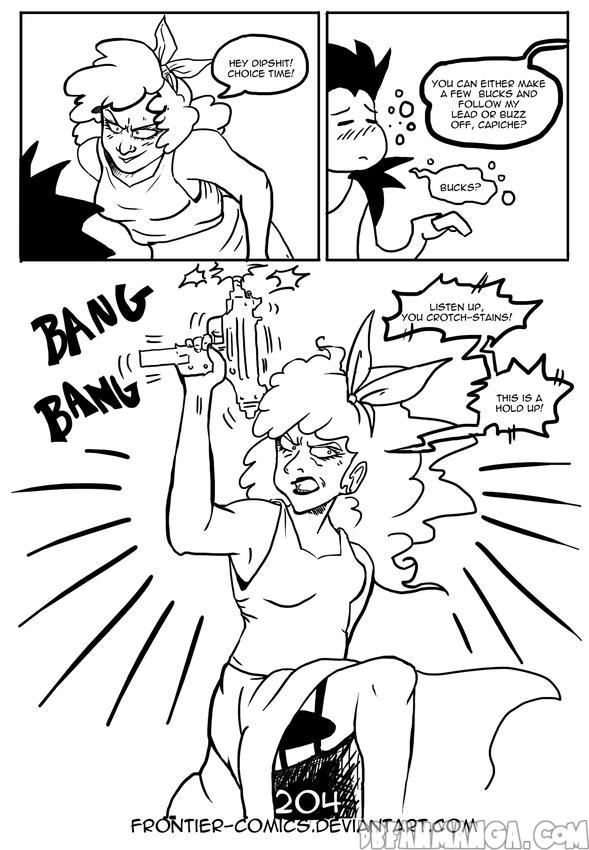 HEY DIPSHIT!
CHOICE TIME!
YOU CAN EITHER MAKE
A FEW BUCKS AND
FOLLOW MY
LEAD OR BUZZ
OFF, CAPICHE?
BUCKS?
BANG
BANG
LISTEN UP,
YOU CROTCH-STAINS!
THIS IS A
HOLD UP!
204
FRONTIER-COMICS.DEVIANTART.COM
DBFANMANGA.COM